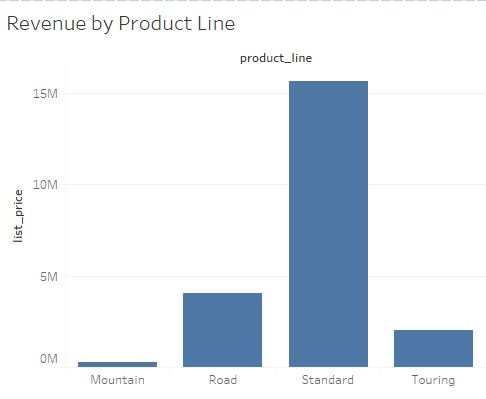 Revenue by Product Line
product_line
15M
10M
5M
0M
list_price
Mountain Road Standard Touring